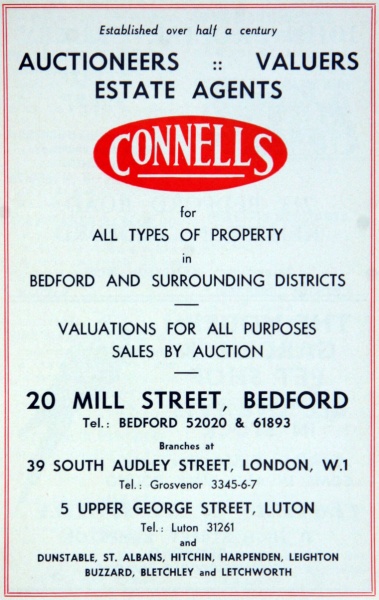 Established over half a century
AUCTIONEERS :: VALUERS
ESTATE AGENTS
CONNELLS
for
ALL TYPES OF PROPERTY
in
BEDFORD AND SURROUNDING DISTRICTS
VALUATIONS FOR ALL PURPOSES
SALES BY AUCTION
20 MILL STREET, BEDFORD
Tel.: BEDFORD 52020 & 61893
Branches at
39 SOUTH AUDLEY STREET, LONDON, W.1
Tel.: Grosvenor 3345-6-7
5 UPPER GEORGE STREET, LUTON
Tel.: Luton 31261
and
DUNSTABLE, ST. ALBANS, HITCHIN, HARPENDEN, LEIGHTON
BUZZARD, BLETCHLEY and LETCHWORTH